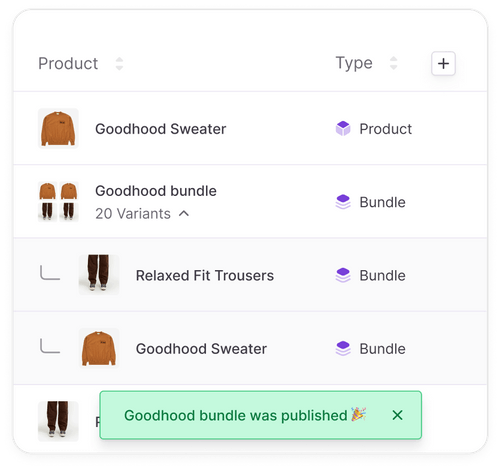 Product Type
Goodhood Sweater Product
Goodhood bundle
20 Variants Bundle
Relaxed Fit Trousers Bundle
Goodhood Sweater Bundle
Goodhood bundle was published 🎉